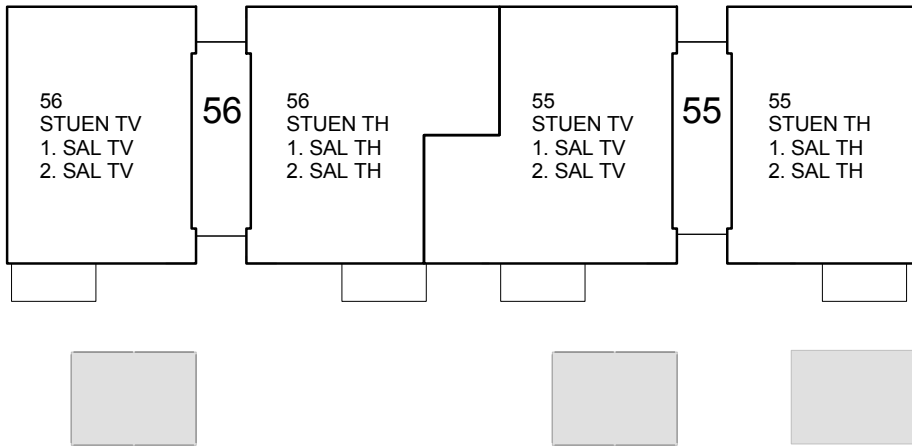 56
STUEN TV
1. SAL TV
2. SAL TV
56
56
STUEN TH
1. SAL TH
2. SAL TH
55
STUEN TV
1. SAL TV
2. SAL TV
55
55
STUEN TH
1. SAL TH
2. SAL TH